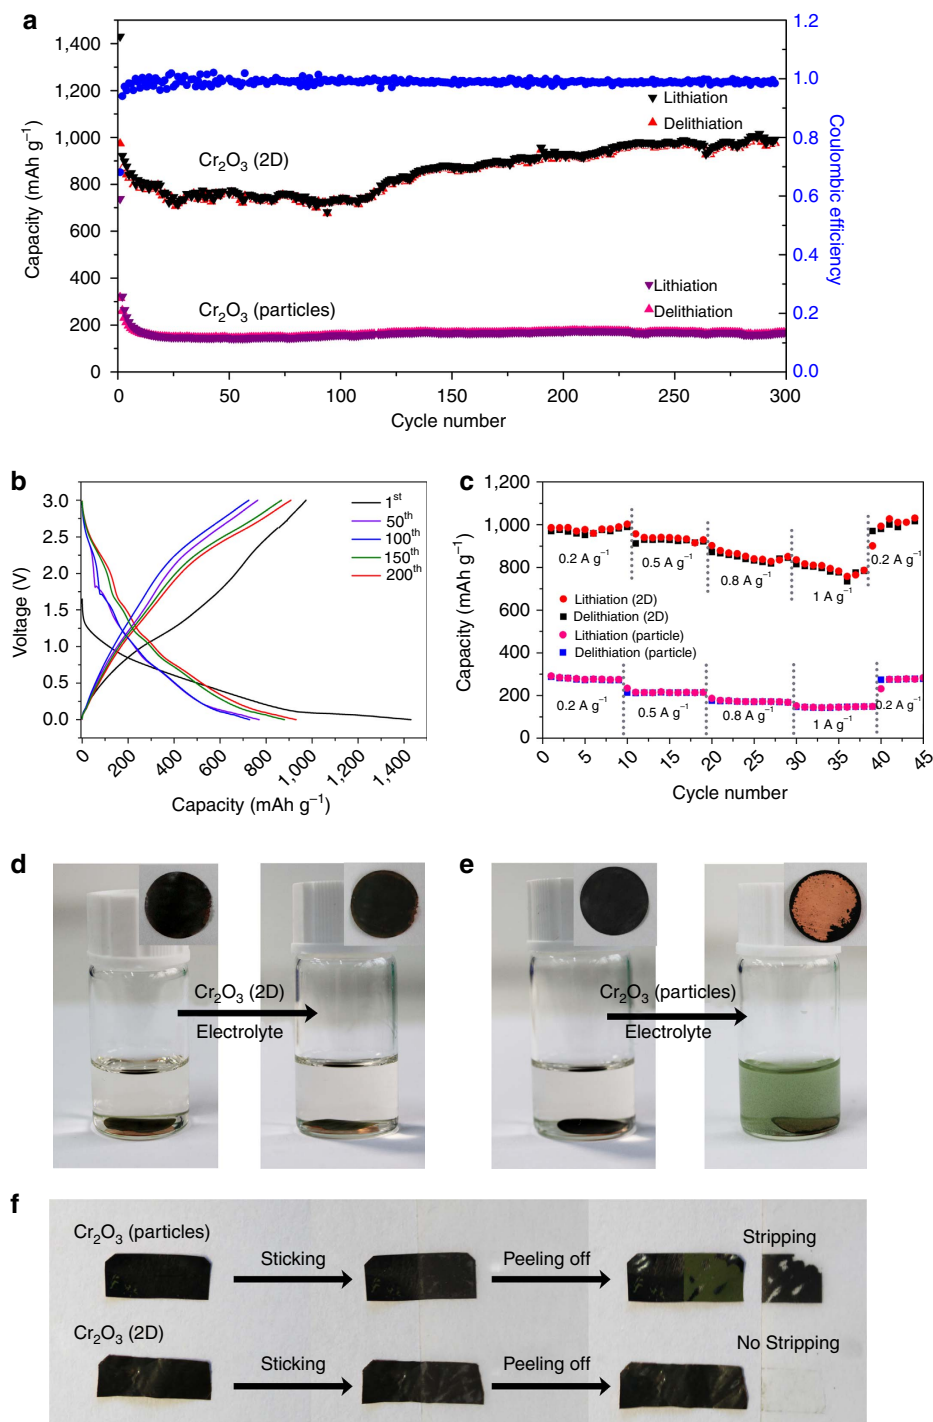 a
1,400
1,200
1,000
800
600
400
200
0
Capacity (mAh g⁻¹)
1.2
1.0
0.8
0.6
0.4
0.2
0.0
Coulombic efficiency
Lithiation
Delithiation
Cr₂O₃ (2D)
Lithiation
Delithiation
Cr₂O₃ (particles)
0 50 100 150 200 250 300
Cycle number
b
3.0
2.5
2.0
1.5
1.0
0.5
0.0
Voltage (V)
1st
50th
100th
150th
200th
0 200 400 600 800 1,000 1,200 1,400
Capacity (mAh g⁻¹)
c
1,200
1,000
800
600
400
200
0
Capacity (mAh g⁻¹)
0.2 A g⁻¹
0.5 A g⁻¹
0.8 A g⁻¹
1 A g⁻¹
0.2 A g⁻¹
Lithiation (2D)
Delithiation (2D)
Lithiation (particle)
Delithiation (particle)
0.2 A g⁻¹
0.5 A g⁻¹
0.8 A g⁻¹
1 A g⁻¹
0.2 A g⁻¹
0 5 10 15 20 25 30 35 40 45
Cycle number
d
Cr₂O₃ (2D)
Electrolyte
e
Cr₂O₃ (particles)
Electrolyte
f
Cr₂O₃ (particles)
Sticking
Peeling off
Stripping
Cr₂O₃ (2D)
Sticking
Peeling off
No Stripping